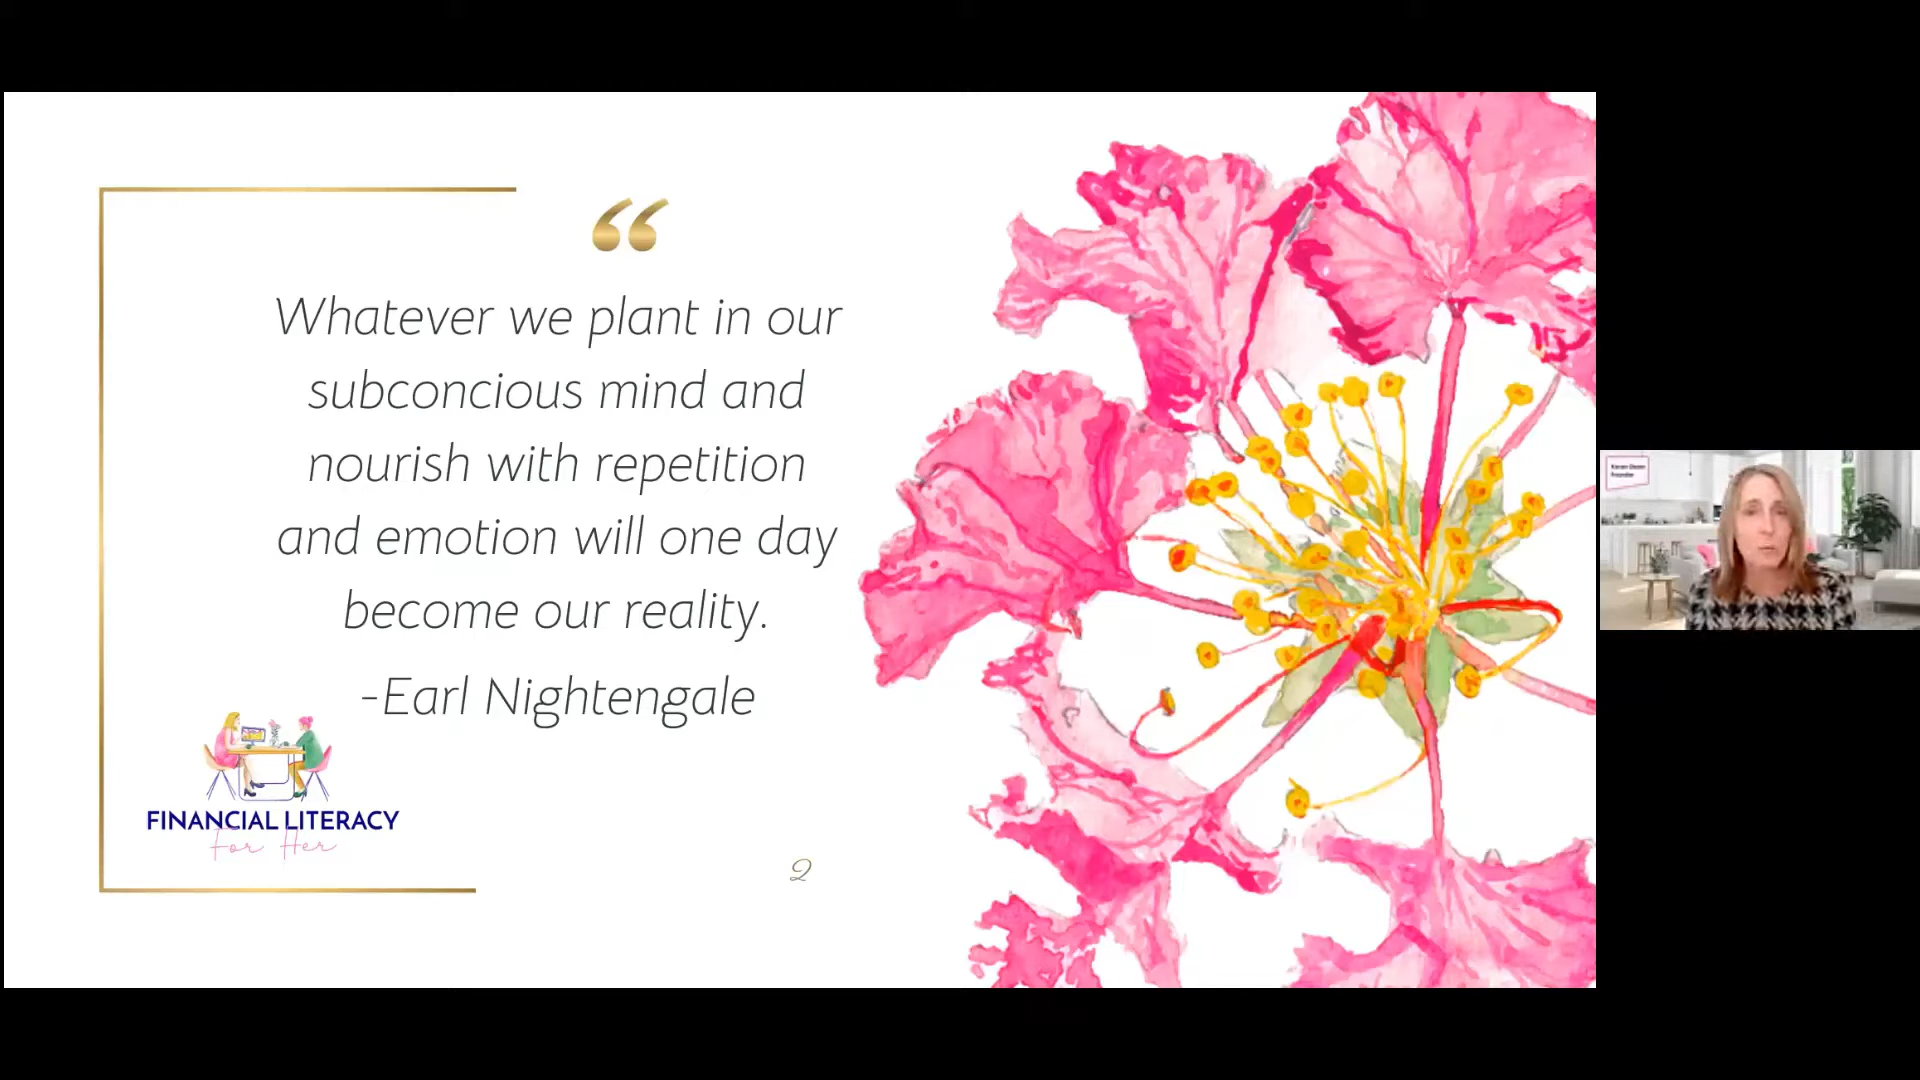 “
Whatever we plant in our
subconcious mind and
nourish with repetition
and emotion will one day
become our reality.
-Earl Nightengale
FINANCIAL LITERACY
For Her
2
Founder